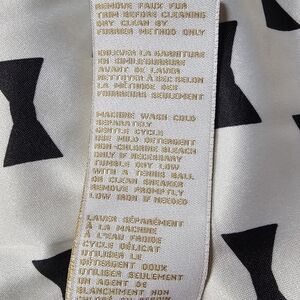 REMOVE FAUX FUR
TRIM BEFORE CLEANING
DRY CLEAN BY
FURRIER METHOD ONLY
ENLEVER LA GARNITURE
EN SIMILIFOURRURE
AVANT DE LAVER
NETTOYER À SEC SELON
LA MÉTHODE DES
FOURREURS SEULEMENT
MACHINE WASH COLD
SEPARATELY
GENTLE CYCLE
USE MILD DETERGENT
NON-CHLORINE BLEACH
ONLY IF NECESSARY
TUMBLE DRY LOW
WITH A TENNIS BALL
OR CLEAN SNEAKER
REMOVE PROMPTLY
LOW IRON IF NEEDED
LAVER SÉPARÉMENT
À LA MACHINE
À L'EAU FROIDE
CYCLE DÉLICAT
UTILISER LE
DÉTERGENT DOUX
UTILISER SEULEMENT
UN AGENT DE
BLANCHIMENT NON
CHLORÉ AU BESOIN